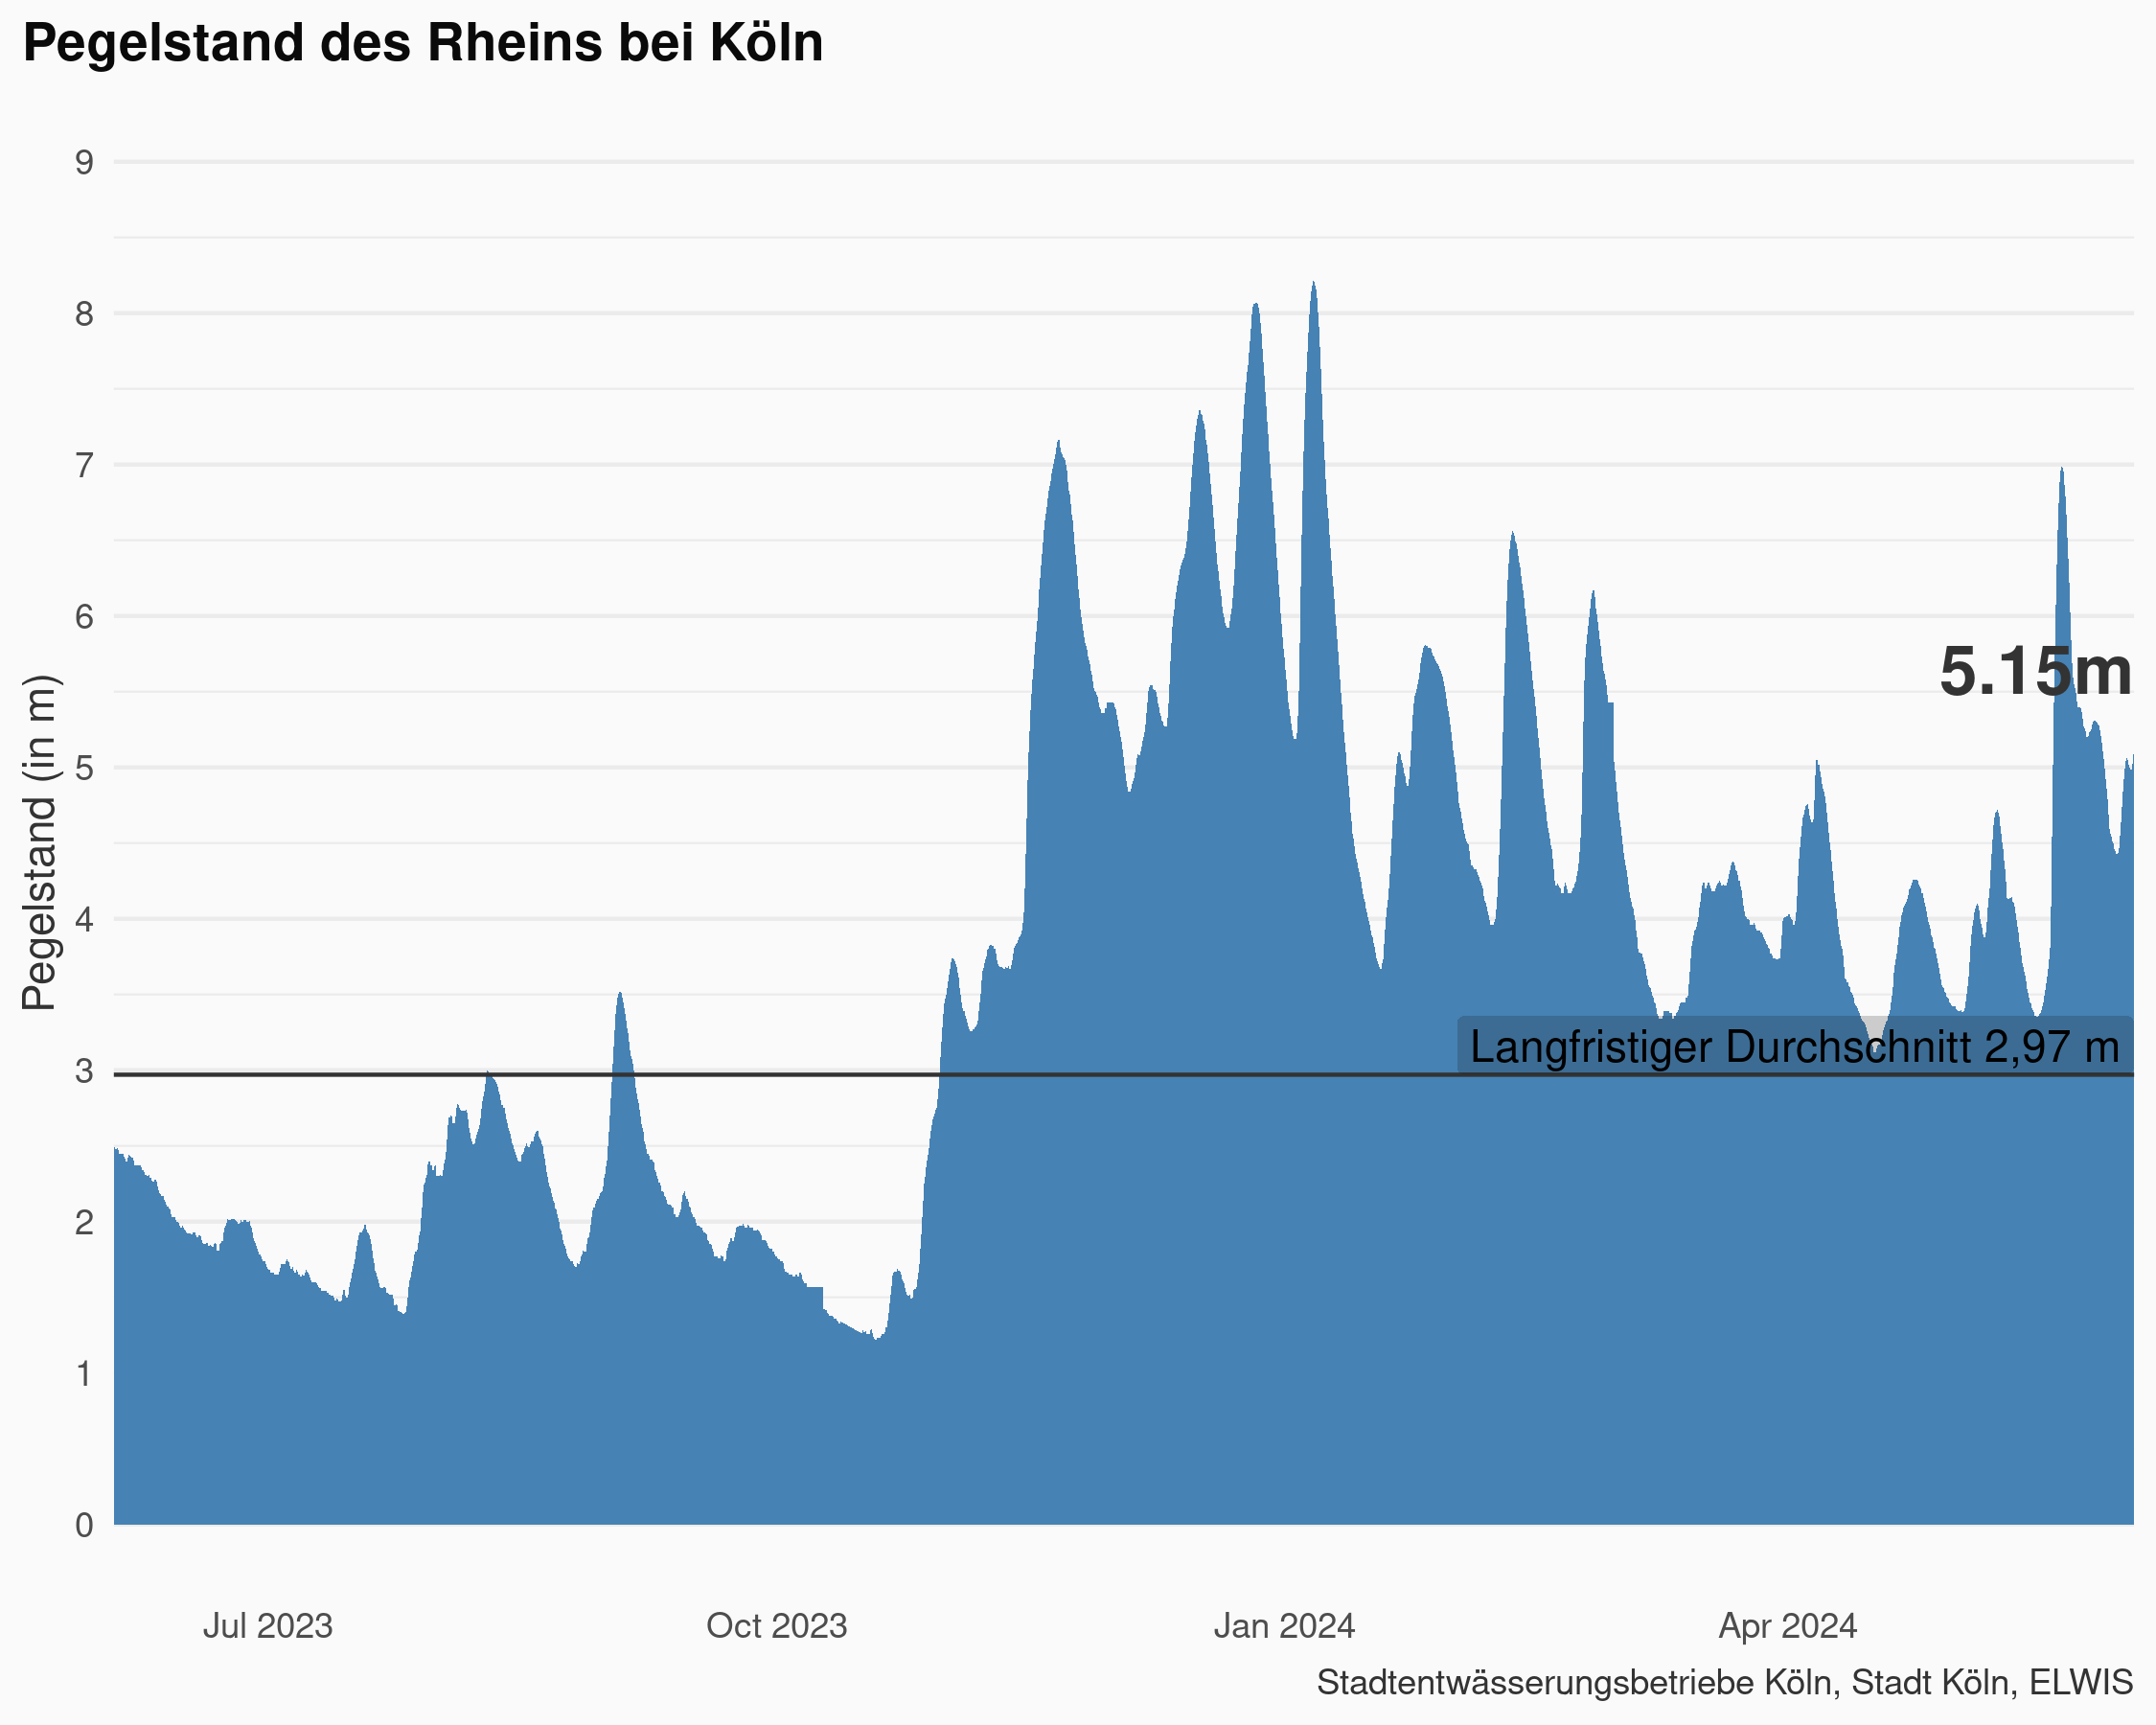 Pegelstand des Rheins bei Köln
9
8
7
6
5.15m
Pegelstand (in m)
5
4
Langfristiger Durchschnitt 2,97 m
3
2
1
0
Jul 2023
Oct 2023
Jan 2024
Apr 2024
Stadtentwässerungsbetriebe Köln, Stadt Köln, ELWIS